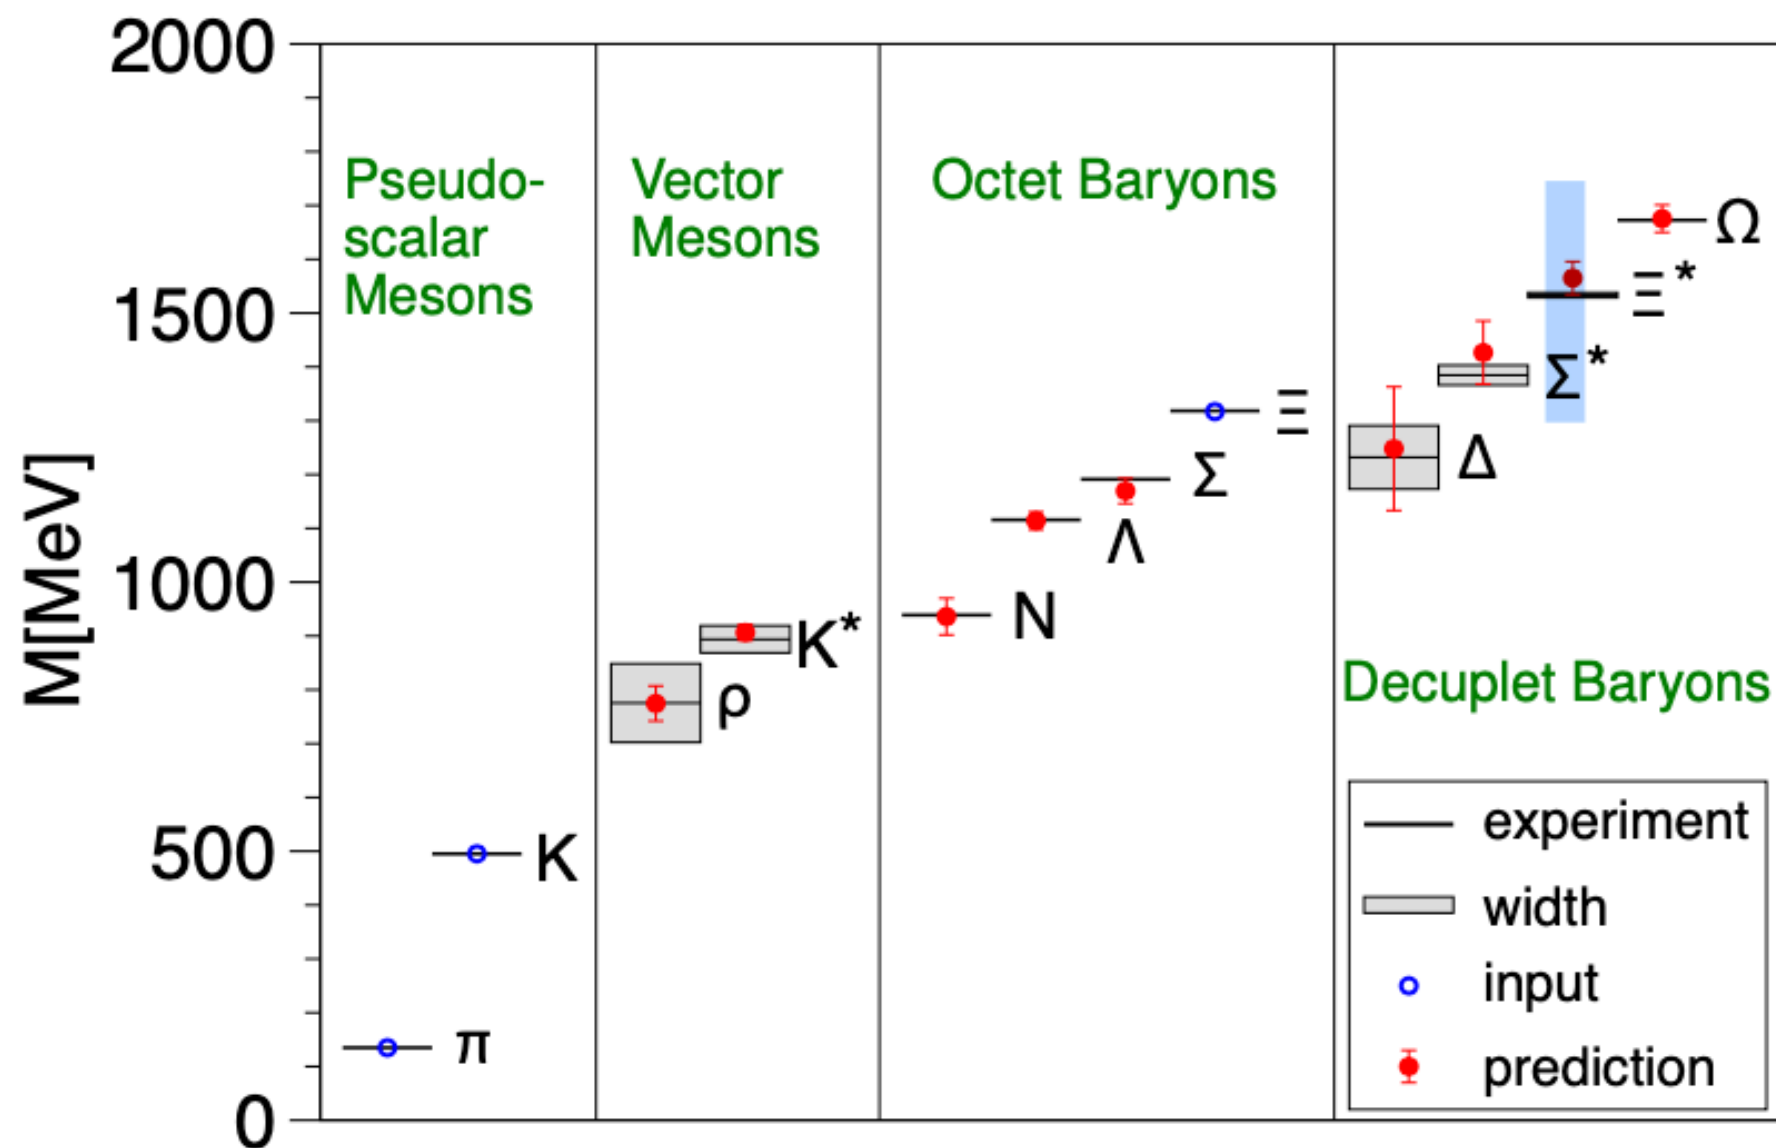 2000
1500
1000
500
0
M[MeV]
Pseudo-
scalar
Mesons
π
K
Vector
Mesons
ρ
K*
Octet Baryons
N
Λ
Σ
Ξ
Δ
Σ*
Ξ*
Ω
Decuplet Baryons
experiment
width
input
prediction